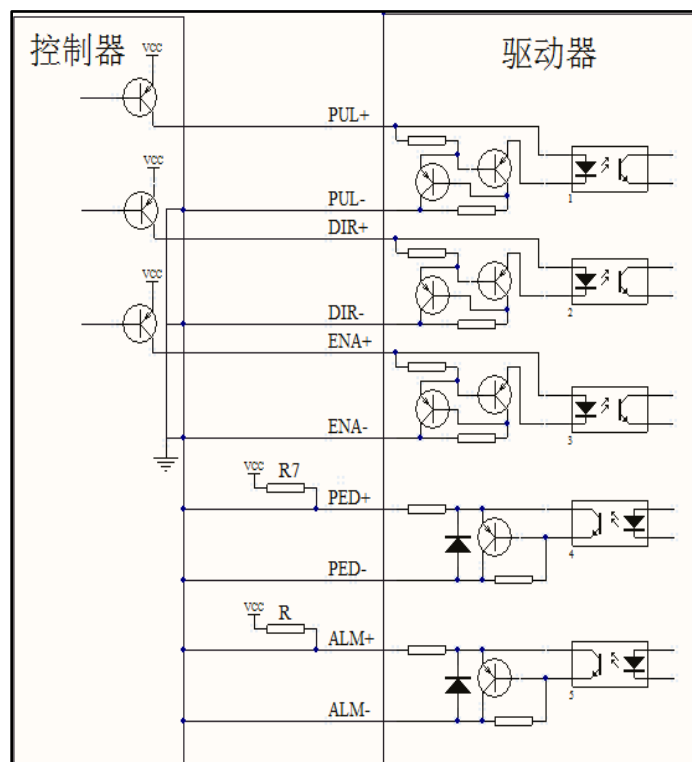 控制器
驱动器
VCC
PUL+
VCC
PUL-
1
DIR+
VCC
DIR-
2
ENA+
ENA-
3
VCC
R7
PED+
4
PED-
VCC
R
ALM+
5
ALM-